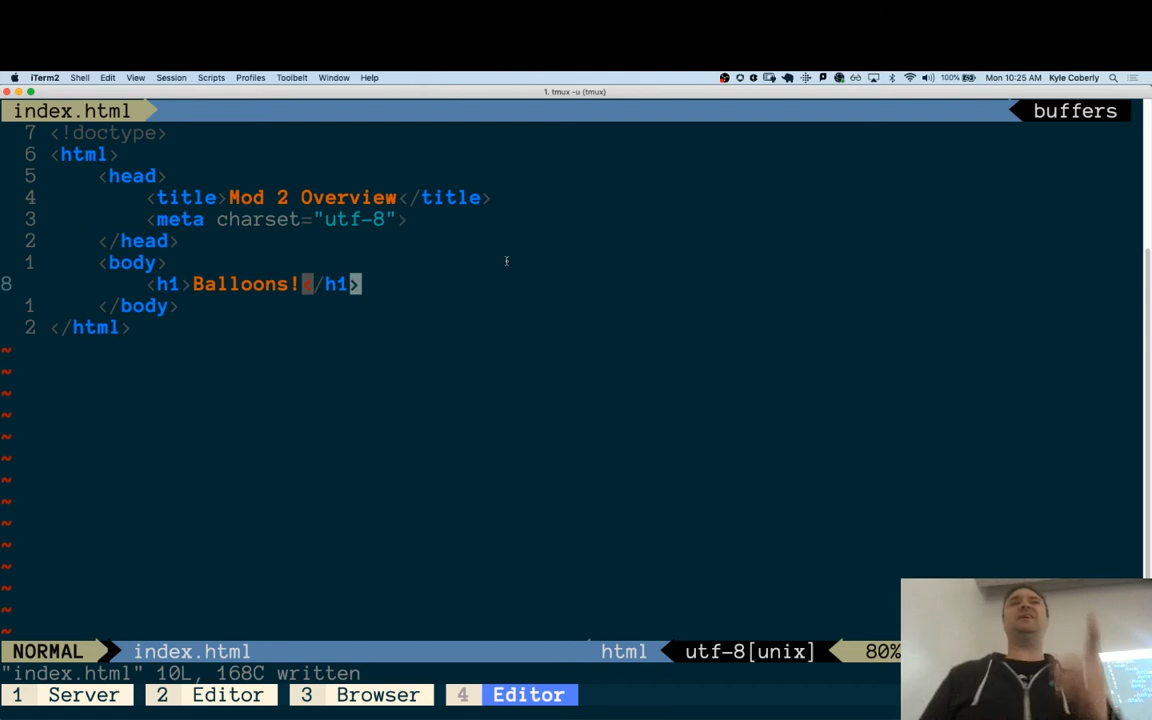 iTerm2 Shell Edit View Session Scripts Profiles Toolbelt Window Help 100% Mon 10:25 AM Kyle Coberly
1. tmux -u (tmux)
index.html buffers
7 <!doctype>
6 <html>
5 <head>
4 <title>Mod 2 Overview</title>
3 <meta charset="utf-8">
2 </head>
1 <body>
8 <h1>Balloons!</h1>
1 </body>
2 </html>
~
~
~
~
~
~
~
~
~
~
~
~
~
~
NORMAL index.html html utf-8[unix] 80%
"index.html" 10L, 168C written
1 Server 2 Editor 3 Browser 4 Editor